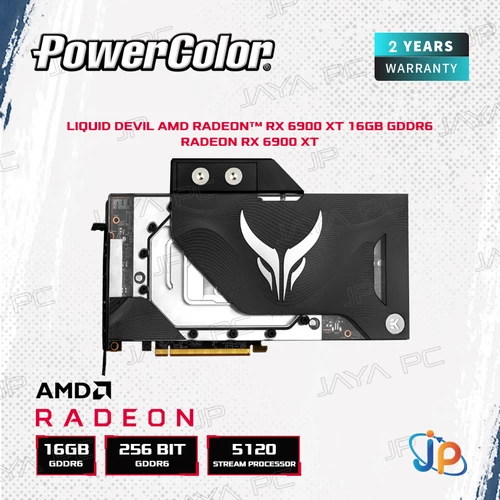 PowerColor®
2 YEARS
WARRANTY
LIQUID DEVIL AMD RADEON™ RX 6900 XT 16GB GDDR6
RADEON RX 6900 XT
AMD
RADEON
16GB
GDDR6
256 BIT
GDDR6
5120
STREAM PROCESSOR
JP
JAYA PC